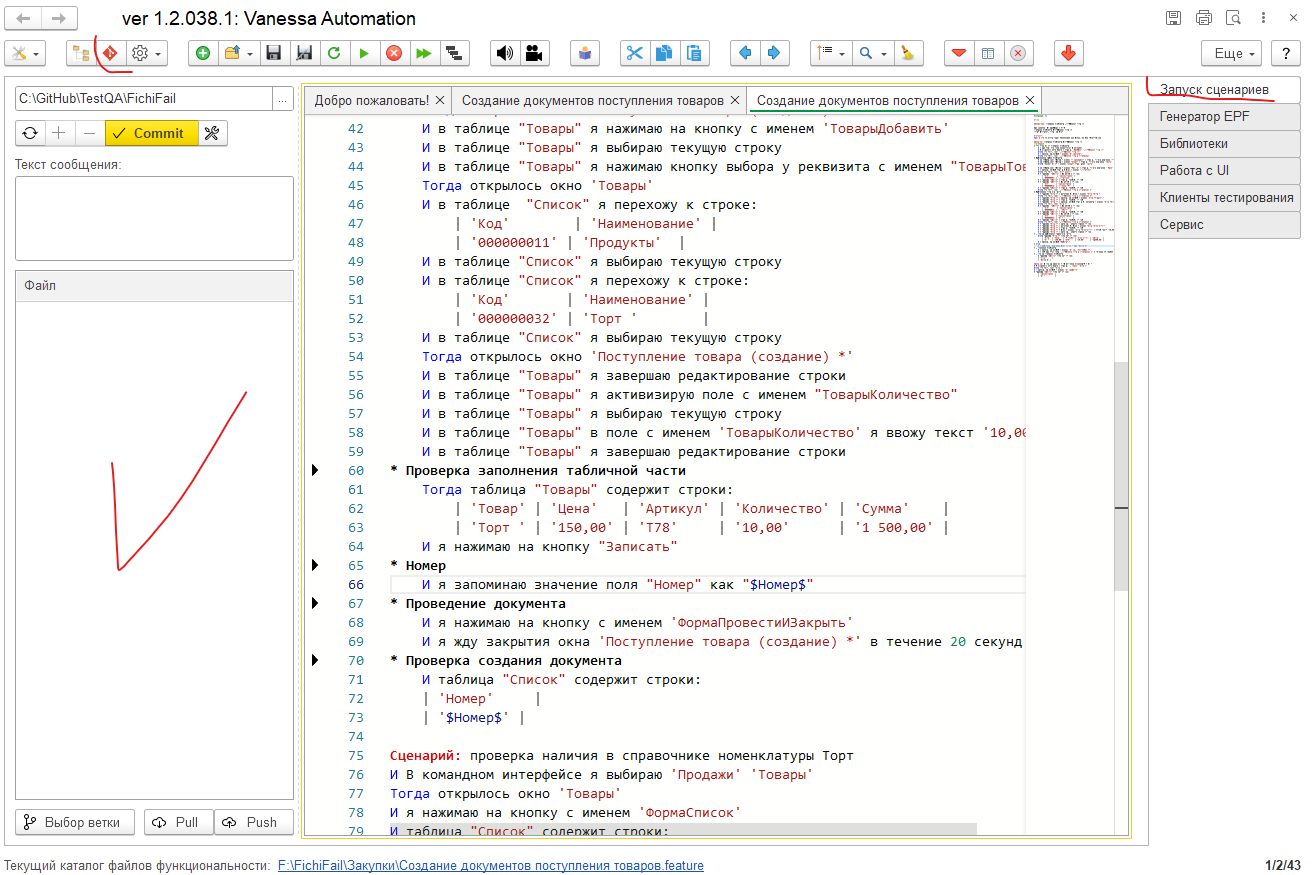 ver 1.2.038.1: Vanessa Automation
Еще
?
C:\GitHub\TestQA\FichiFail
...
Commit
Текст сообщения:
Файл
Выбор ветки
Pull
Push
Добро пожаловать!
Создание документов поступления товаров
Создание документов поступления товаров
42 И в таблице "Товары" я нажимаю на кнопку с именем 'ТоварыДобавить'
43 И в таблице "Товары" я выбираю текущую строку
44 И в таблице "Товары" я нажимаю кнопку выбора у реквизита с именем "ТоварыТов
45 Тогда открылось окно 'Товары'
46 И в таблице  "Список" я перехожу к строке:
47 | 'Код'       | 'Наименование' |
48 | '000000011' | 'Продукты'  |
49 И в таблице "Список" я выбираю текущую строку
50 И в таблице "Список" я перехожу к строке:
51 | 'Код'       | 'Наименование' |
52 | '000000032' | 'Торт '        |
53 И в таблице "Список" я выбираю текущую строку
54 Тогда открылось окно 'Поступление товара (создание) *'
55 И в таблице "Товары" я завершаю редактирование строки
56 И в таблице "Товары" я активизирую поле с именем "ТоварыКоличество"
57 И в таблице "Товары" я выбираю текущую строку
58 И в таблице "Товары" в поле с именем 'ТоварыКоличество' я ввожу текст '10,00
59 И в таблице "Товары" я завершаю редактирование строки
60 * Проверка заполнения табличной части
61 Тогда таблица "Товары" содержит строки:
62 | 'Товар' | 'Цена'   | 'Артикул' | 'Количество' | 'Сумма'    |
63 | 'Торт ' | '150,00' | 'Т78'     | '10,00'      | '1 500,00' |
64 И я нажимаю на кнопку "Записать"
65 * Номер
66 И я запоминаю значение поля "Номер" как "$Номер$"
67 * Проведение документа
68 И я нажимаю на кнопку с именем 'ФормаПровестиИЗакрыть'
69 И я жду закрытия окна 'Поступление товара (создание) *' в течение 20 секунд
70 * Проверка создания документа
71 И таблица "Список" содержит строки:
72 | 'Номер'     |
73 | '$Номер$' |
74
75 Сценарий: проверка наличия в справочнике номенклатуры Торт
76 И В командном интерфейсе я выбираю 'Продажи' 'Товары'
77 Тогда открылось окно 'Товары'
78 И я нажимаю на кнопку с именем 'ФормаСписок'
79 И таблица "Список" содержит строки:
Запуск сценариев
Генератор EPF
Библиотеки
Работа с UI
Клиенты тестирования
Сервис
Текущий каталог файлов функциональности: F:\FichiFail\Закупки\Создание документов поступления товаров.feature
1/2/43